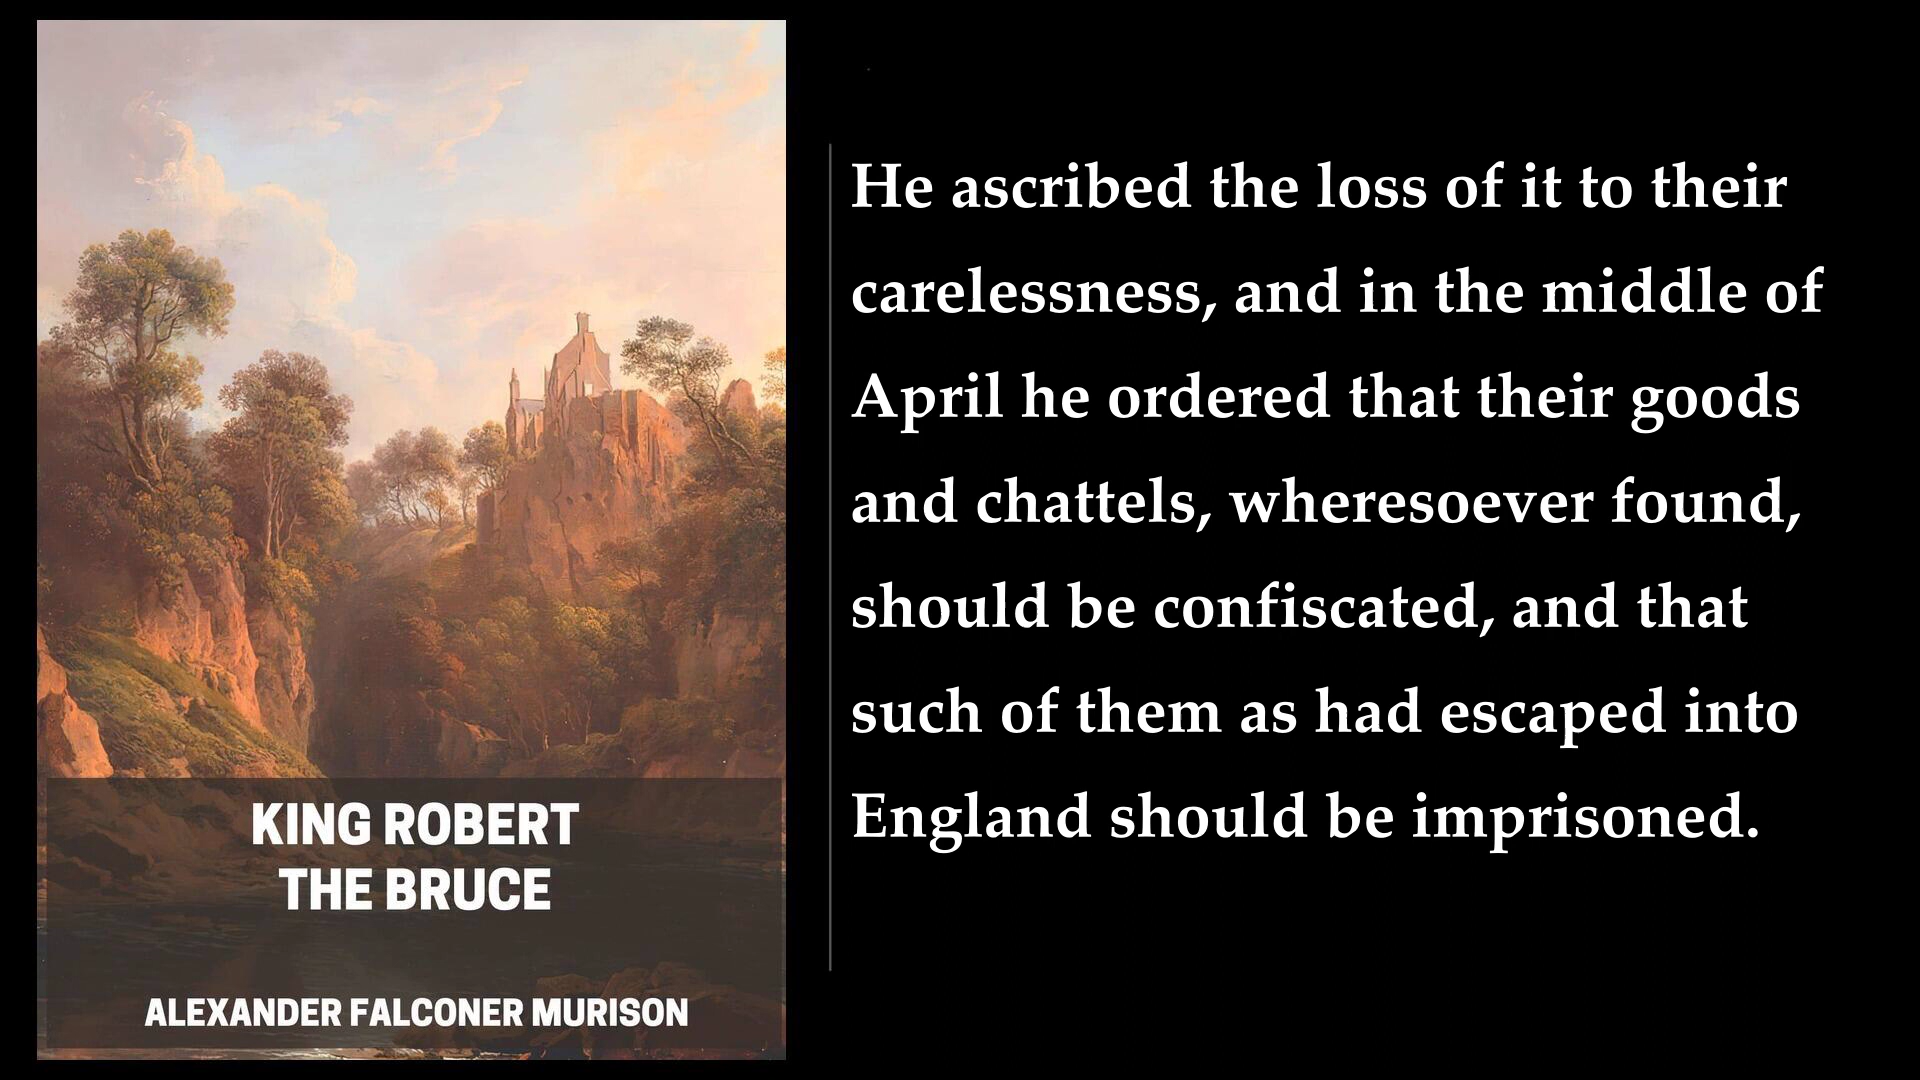 KING ROBERT
THE BRUCE
ALEXANDER FALCONER MURISON
He ascribed the loss of it to their
carelessness, and in the middle of
April he ordered that their goods
and chattels, wheresoever found,
should be confiscated, and that
such of them as had escaped into
England should be imprisoned.